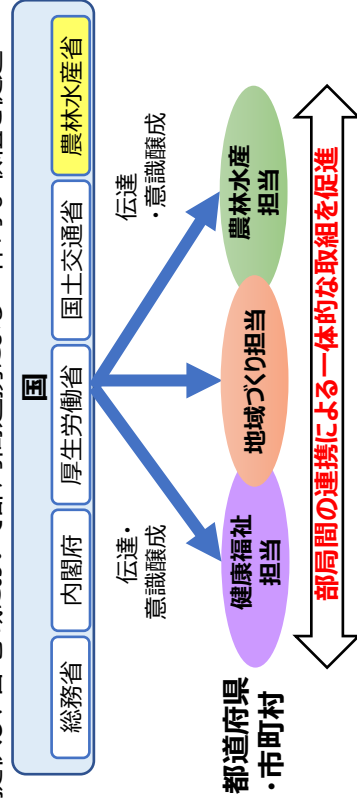 国
総務省
内閣府
厚生労働省
国土交通省
農林水産省
伝達・
意識醸成
伝達
・意識醸成
都道府県
・市町村
健康福祉
担当
地域づくり担当
農林水産
担当
部局間の連携による一体的な取組を促進